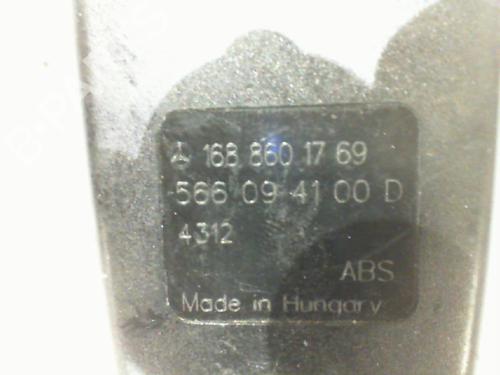 168 860 17 69
566 09 41 00 D
4312
ABS
Made in Hungary